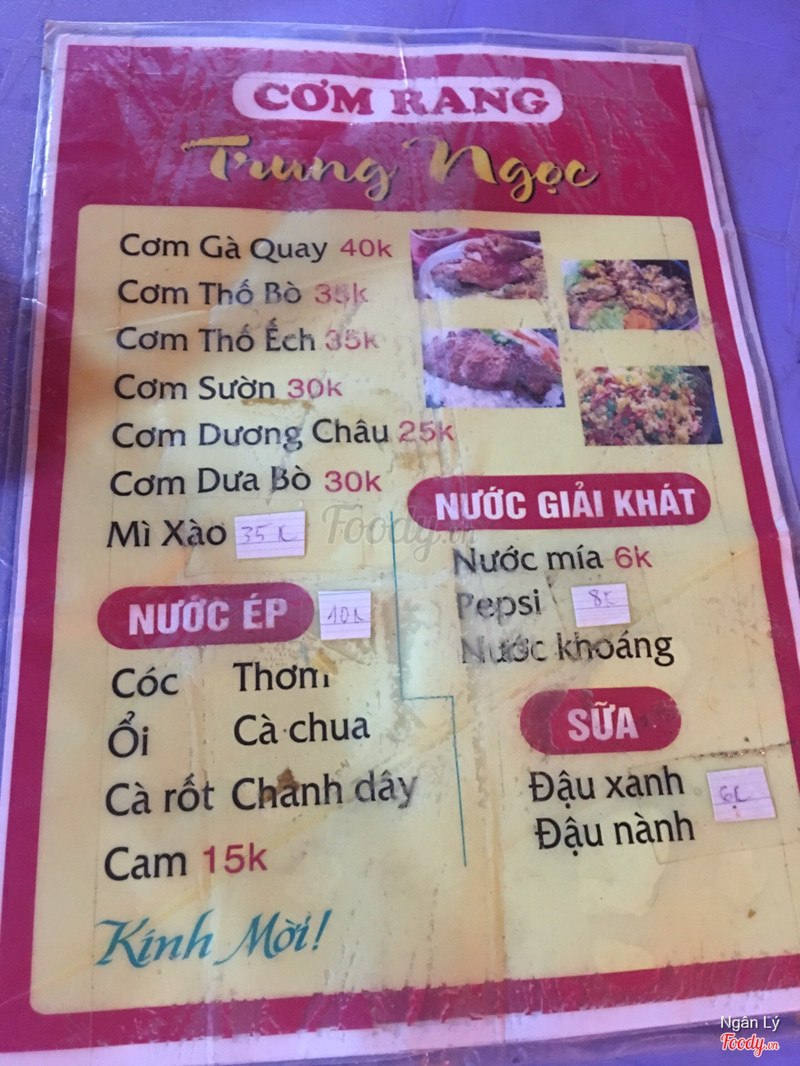 CƠM RANG
Trung Ngọc
Cơm Gà Quay 40k
Cơm Thố Bò 35k
Cơm Thố Ếch 35k
Cơm Sườn 30k
Cơm Dương Châu 25k
Cơm Dưa Bò 30k
Mì Xào 35k
NƯỚC ÉP 10k
Cóc Thơm
Ổi Cà chua
Cà rốt Chanh dây
Cam 15k
NƯỚC GIẢI KHÁT
Nước mía 6k
Pepsi 8k
Nước khoáng
SỮA
Đậu xanh 6k
Đậu nành
Kính Mời!
Foody.vn
Ngân Lý
Foody.vn